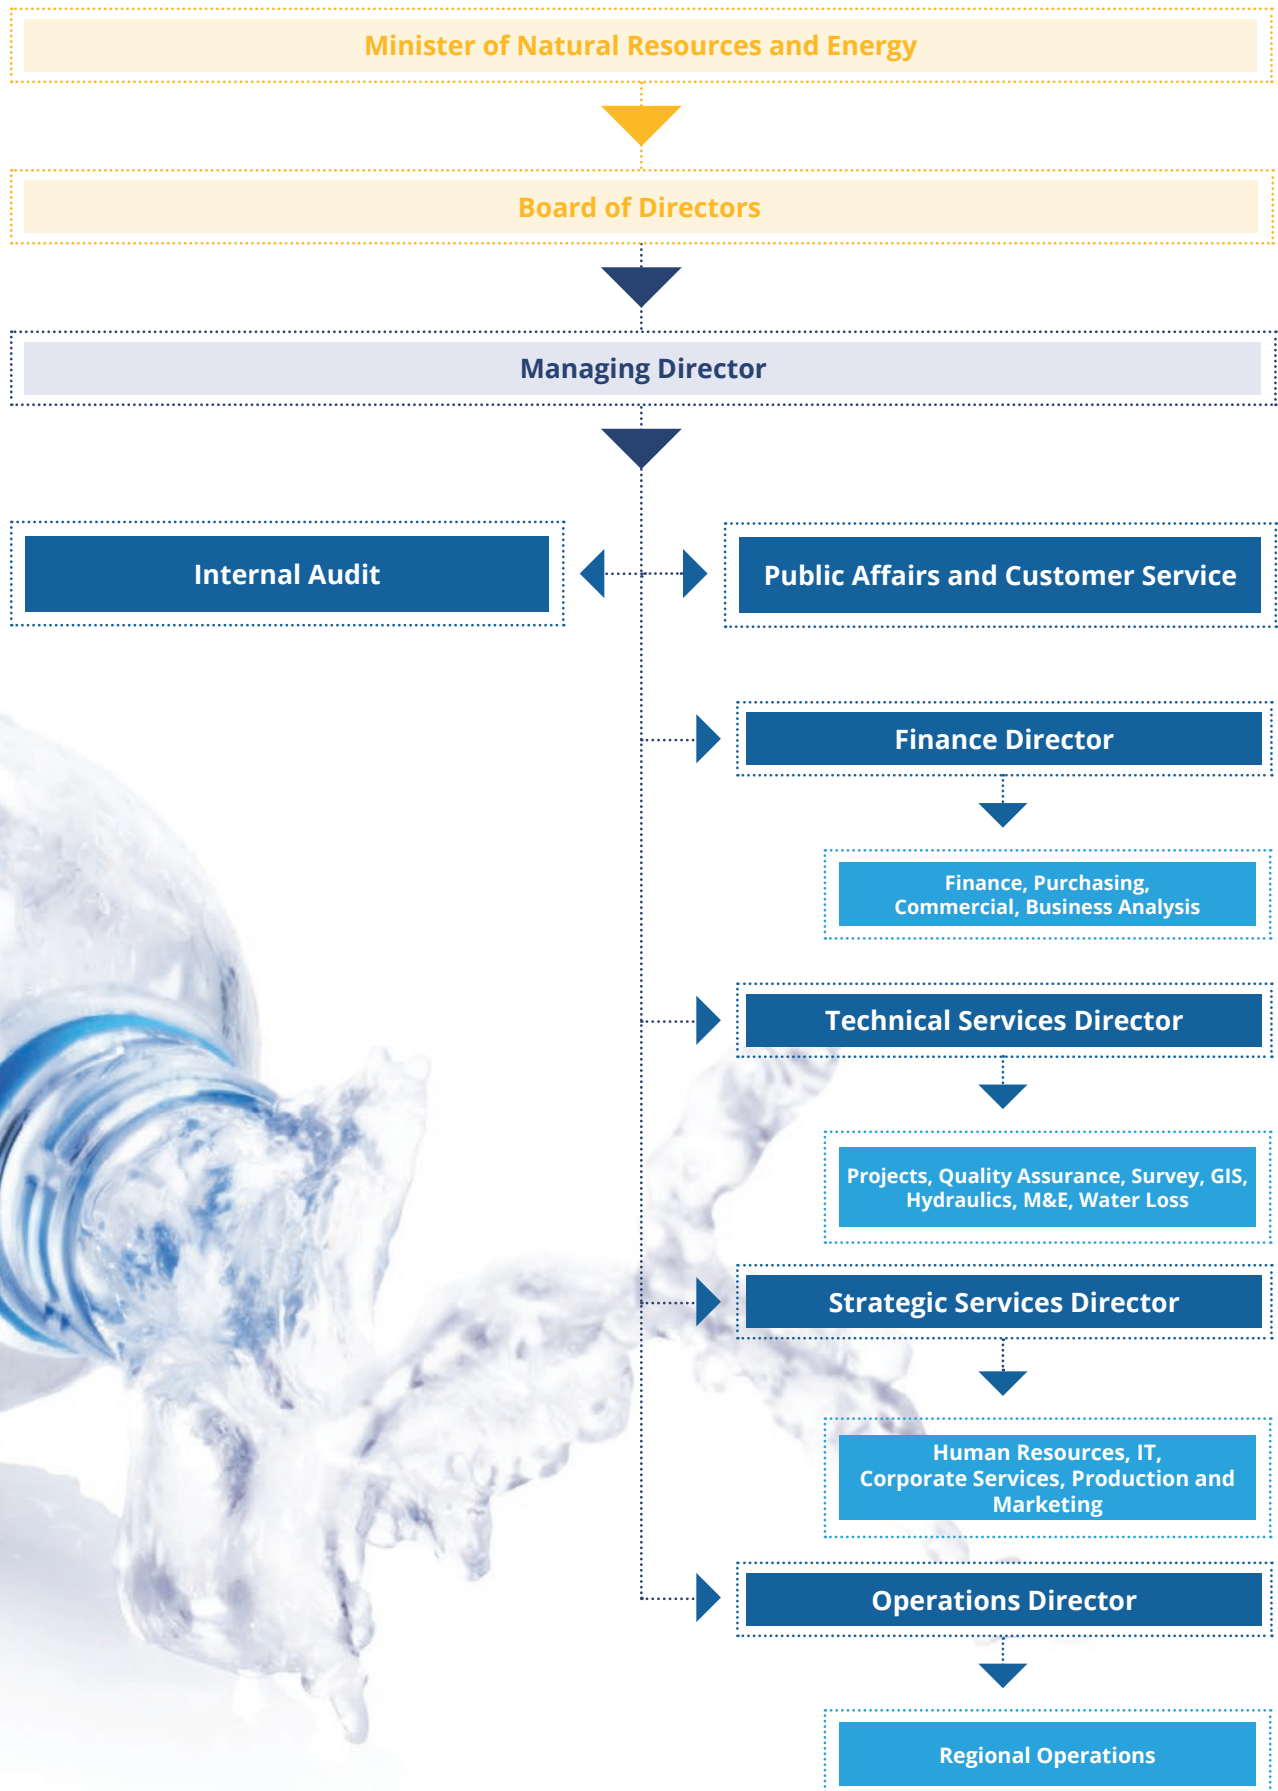 Minister of Natural Resources and Energy
Board of Directors
Managing Director
Internal Audit
Public Affairs and Customer Service
Finance Director
Finance, Purchasing,
Commercial, Business Analysis
Technical Services Director
Projects, Quality Assurance, Survey, GIS,
Hydraulics, M&E, Water Loss
Strategic Services Director
Human Resources, IT,
Corporate Services, Production and
Marketing
Operations Director
Regional Operations